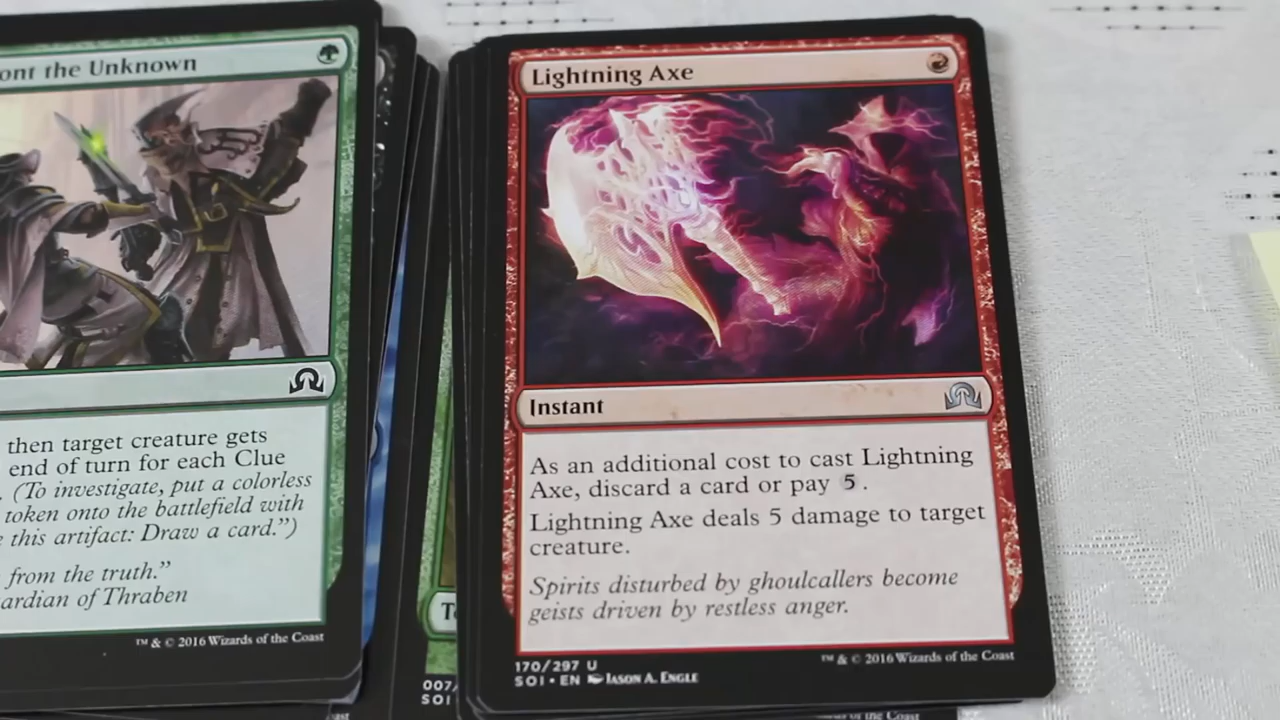 ont the Unknown
then target creature gets
end of turn for each Clue
. (To investigate, put a colorless
token onto the battlefield with
this artifact: Draw a card.")
from the truth."
ardian of Thraben
™ & © 2016 Wizards of the Coast
007/
SOI
Lightning Axe
Instant
As an additional cost to cast Lightning
Axe, discard a card or pay 5.
Lightning Axe deals 5 damage to target
creature.
Spirits disturbed by ghoulcallers become
geists driven by restless anger.
170/297 U
SOI • EN Jason A. Engle
™ & © 2016 Wizards of the Coast